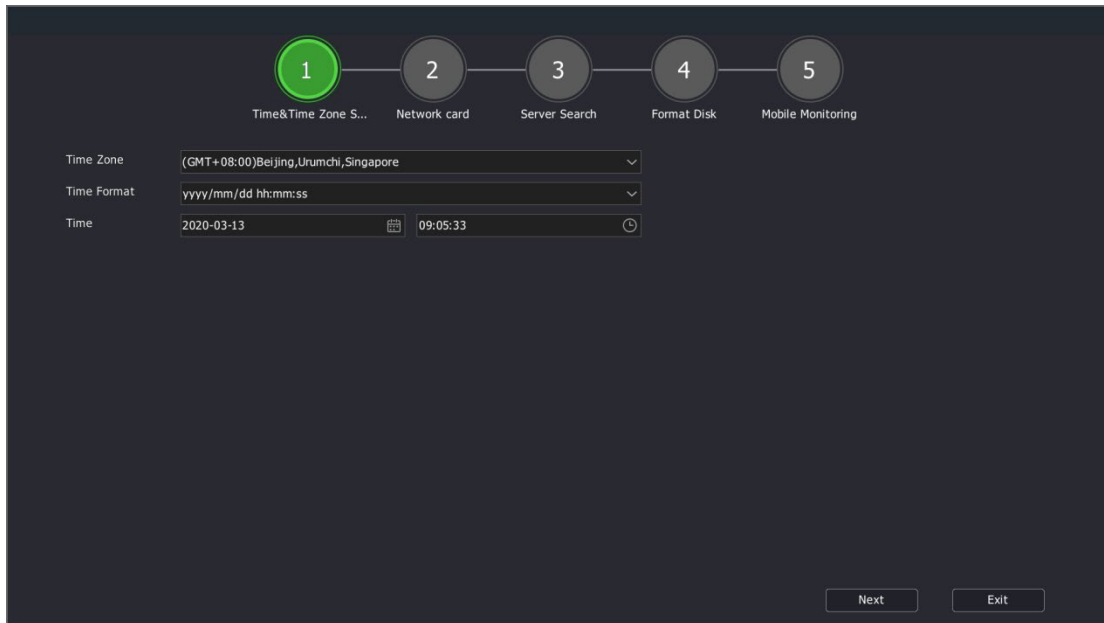 1 2 3 4 5
Time&Time Zone S... Network card Server Search Format Disk Mobile Monitoring
Time Zone (GMT+08:00)Beijing,Urumchi,Singapore
Time Format yyyy/mm/dd hh:mm:ss
Time 2020-03-13 09:05:33
Next Exit